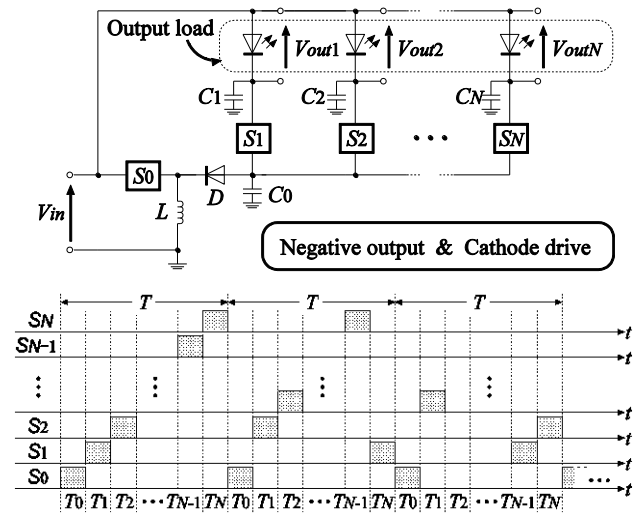 Output load
Vout1 Vout2 VoutN
C1 C2 CN
S1 S2 ··· SN
S0
D C0
Vin L
Negative output & Cathode drive
T T T
SN t
SN-1 t
S2 t
S1 t
S0 t
T0 T1 T2 ··· TN-1 TN T0 T1 T2 ··· TN-1 TN T0 T1 T2 ··· TN-1 TN